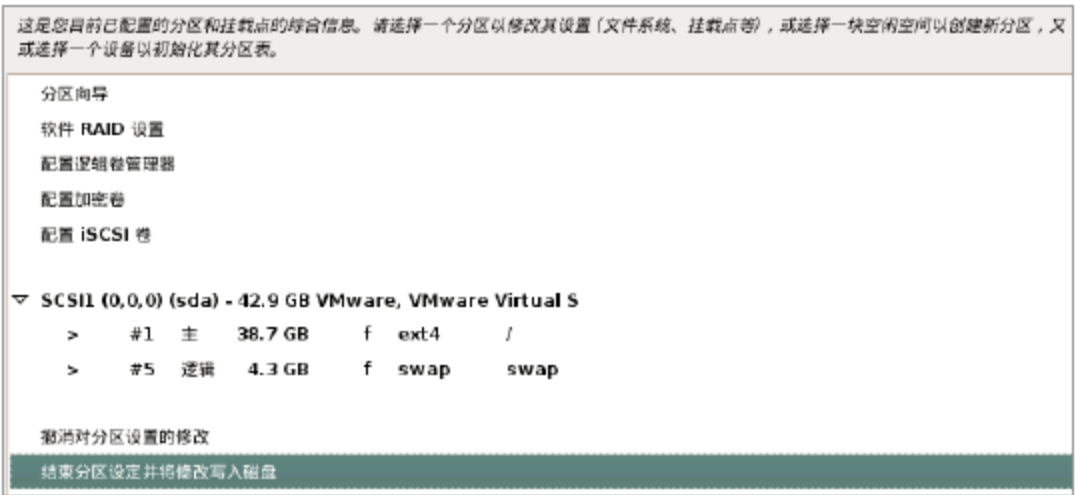 这是您目前已配置的分区和挂载点的综合信息。请选择一个分区以修改其设置 (文件系统、挂载点等)，或选择一块空闲空间以创建新分区，又
或选择一个设备以初始化其分区表。
分区向导
软件 RAID 设置
配置逻辑卷管理器
配置加密卷
配置 iSCSI 卷
▽ SCSI1 (0,0,0) (sda) - 42.9 GB VMware, VMware Virtual S
> #1 主 38.7 GB f ext4 /
> #5 逻辑 4.3 GB f swap swap
撤消对分区设置的修改
结束分区设定并将修改写入磁盘